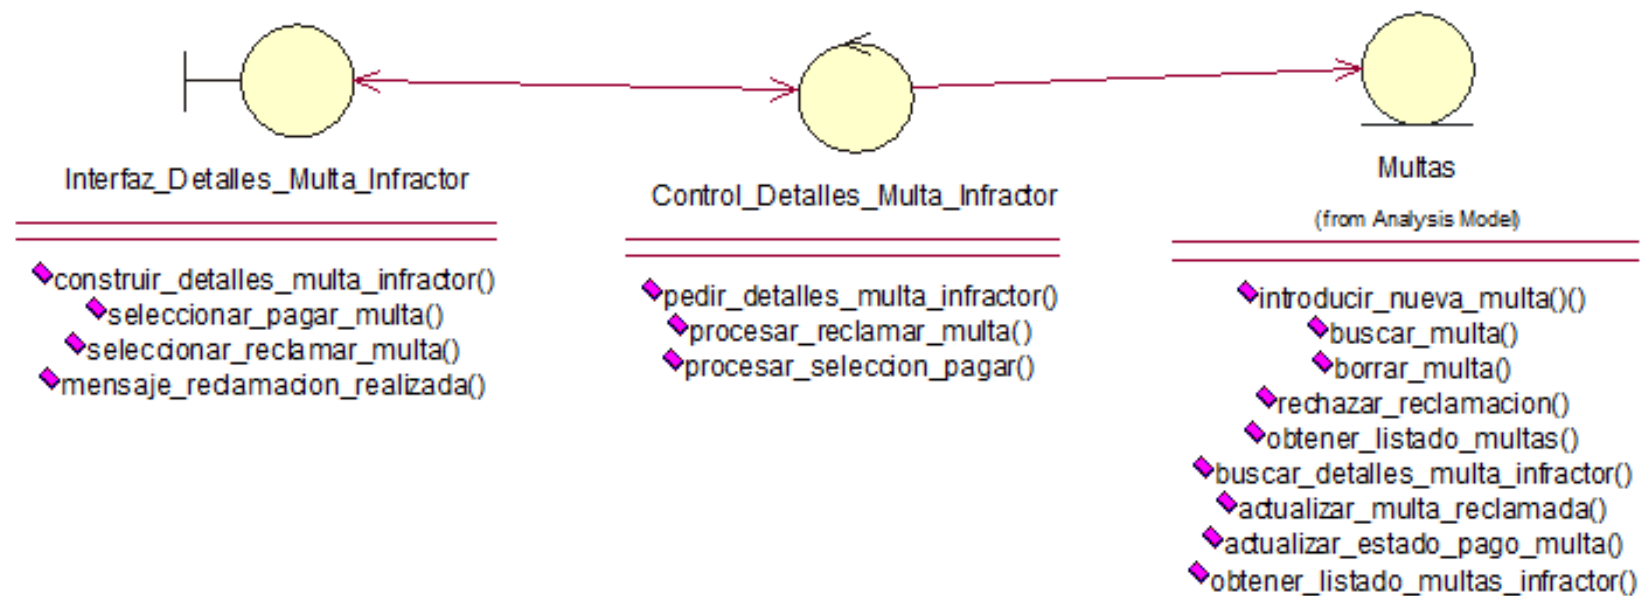 Interfaz_Detalles_Multa_Infractor
construir_detalles_multa_infractor()
seleccionar_pagar_multa()
seleccionar_reclamar_multa()
mensaje_reclamacion_realizada()
Control_Detalles_Multa_Infractor
pedir_detalles_multa_infractor()
procesar_reclamar_multa()
procesar_seleccion_pagar()
Multas
(from Analysis Model)
introducir_nueva_multa()()
buscar_multa()
borrar_multa()
rechazar_reclamacion()
obtener_listado_multas()
buscar_detalles_multa_infractor()
actualizar_multa_reclamada()
actualizar_estado_pago_multa()
obtener_listado_multas_infractor()